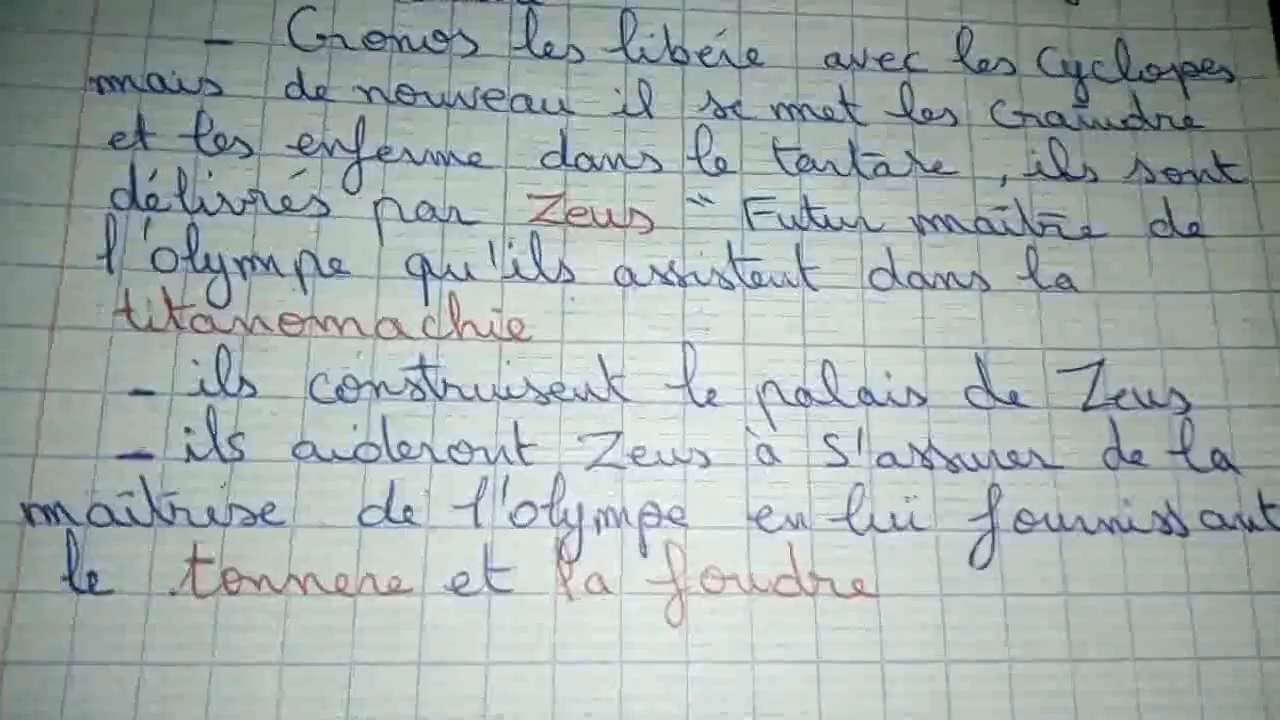 - Cronos les libére avec les Cyclopes
mais de nouveau il se met les craindre
et les enferme dans le tartare, ils sont
délivrés par Zeus " Futur maître de
l'olympe qu'ils assistent dans la
titanomachie
- ils construisent le palais de Zeus
- ils aideront Zeus à s'assurer de la
maîtrise de l'olympe en lui fournissant
le tonnere et la foudre